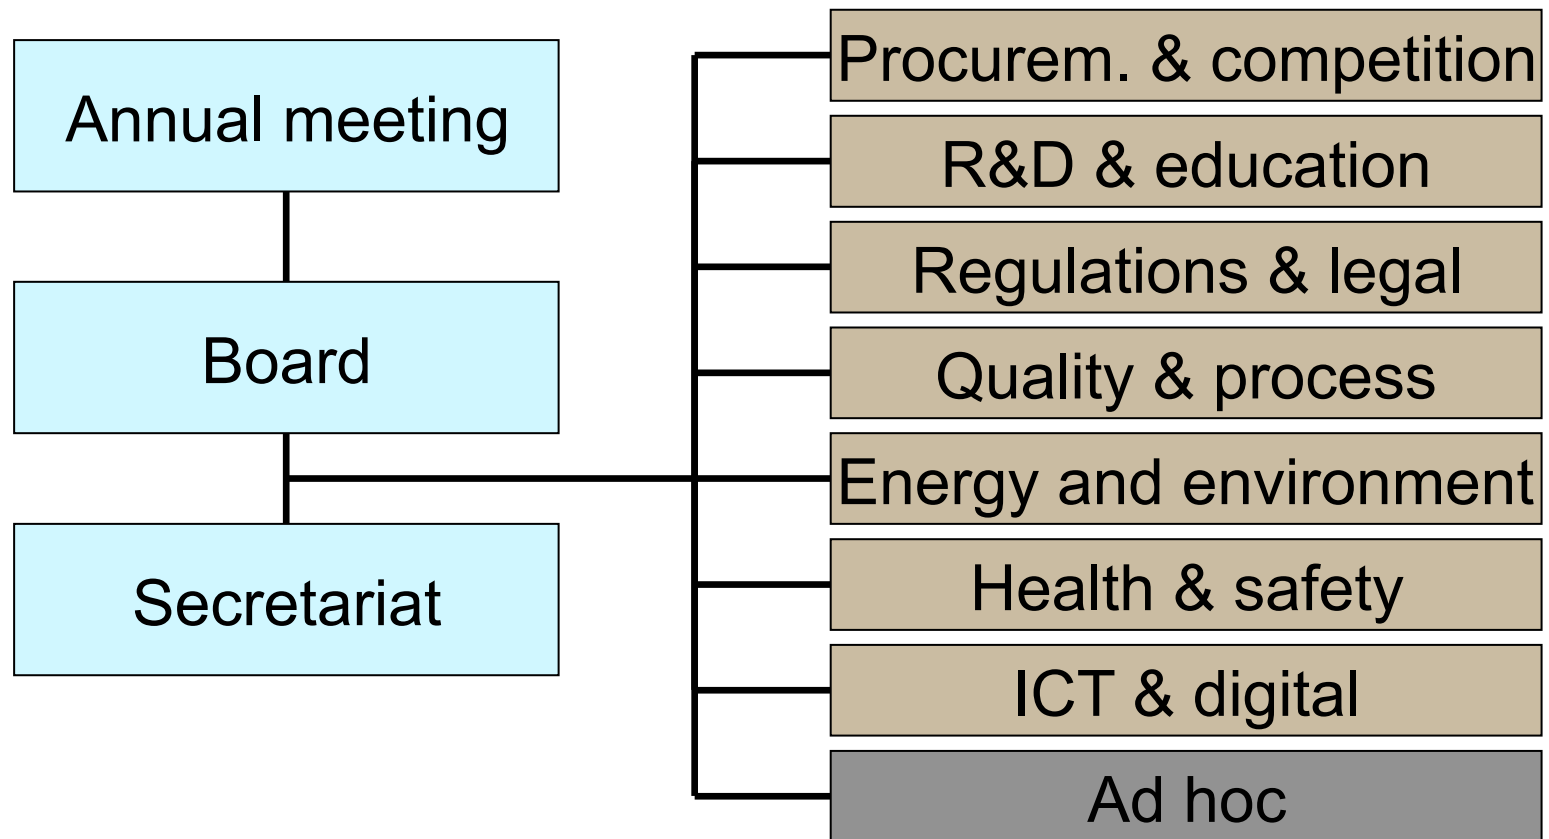 Annual meeting
Board
Secretariat
Procurem. & competition
R&D & education
Regulations & legal
Quality & process
Energy and environment
Health & safety
ICT & digital
Ad hoc